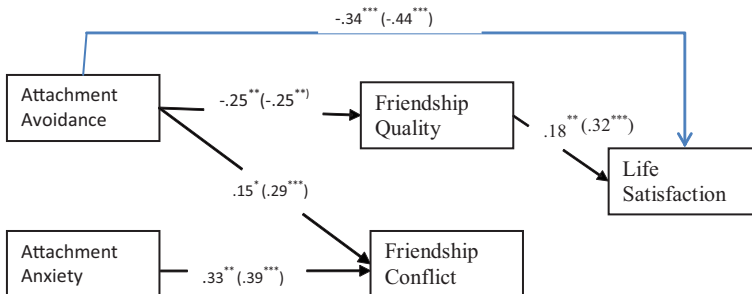 -.34*** (-.44***)
Attachment
Avoidance
-.25**(-.25**)
Friendship
Quality
.18** (.32***)
Life
Satisfaction
.15* (.29***)
Attachment
Anxiety
.33** (.39***)
Friendship
Conflict